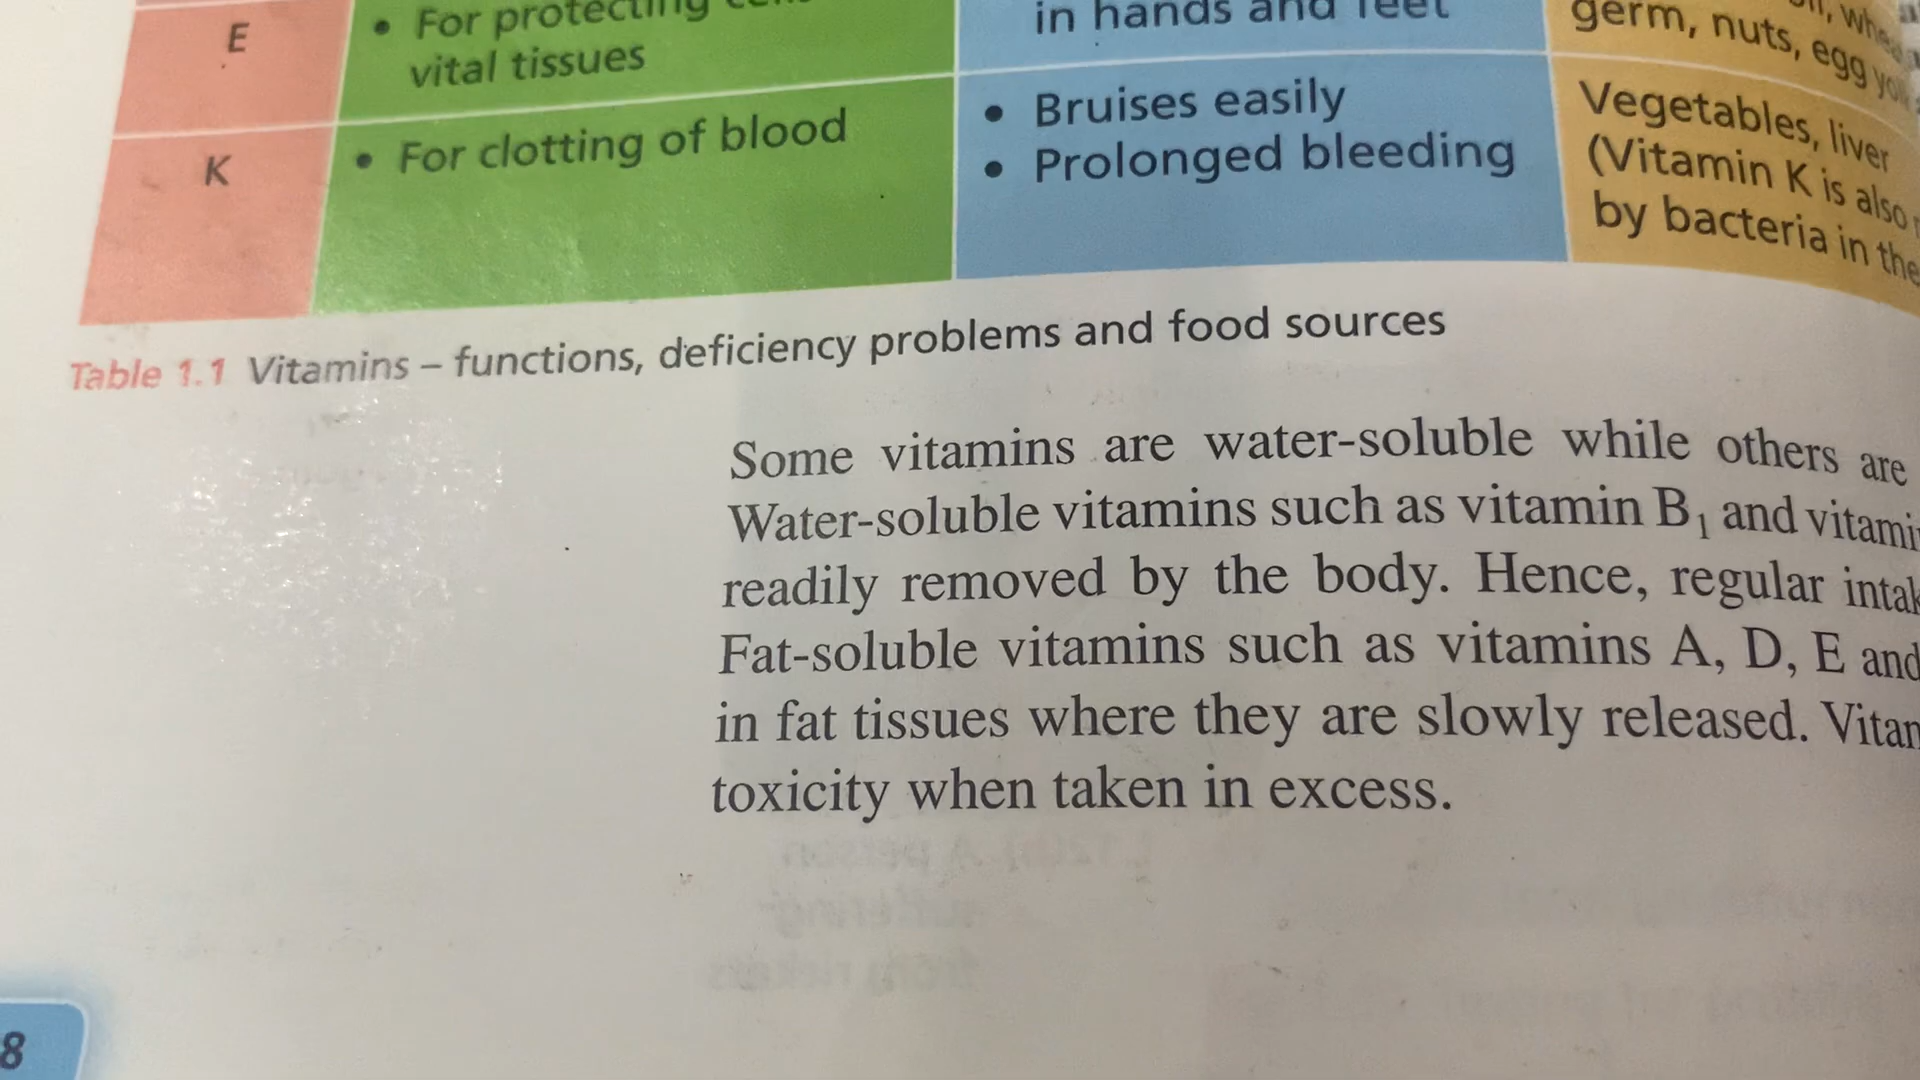 E
For protecting
vital tissues
in hands and feet
germ, nuts, egg
K
• For clotting of blood
• Bruises easily
• Prolonged bleeding
Vegetables, liver
(Vitamin K is also
by bacteria in the
Table 1.1 Vitamins – functions, deficiency problems and food sources
Some vitamins are water-soluble while others are
Water-soluble vitamins such as vitamin B₁ and
readily removed by the body. Hence, regular
Fat-soluble vitamins such as vitamins A, D, E and
in fat tissues where they are slowly released.
toxicity when taken in excess.
8